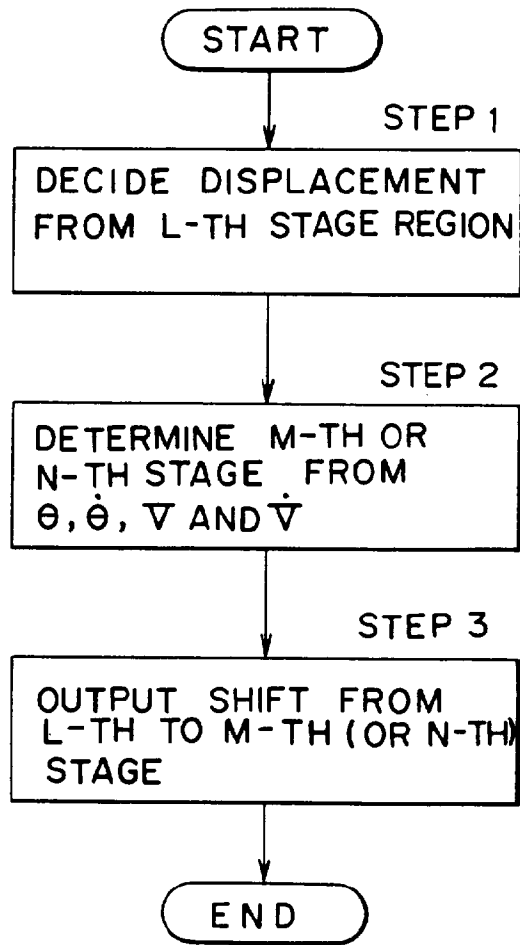 START
STEP 1
DECIDE DISPLACEMENT
FROM L-TH STAGE REGION
STEP 2
DETERMINE M-TH OR
N-TH STAGE FROM
θ, θ̇, V AND V̇
STEP 3
OUTPUT SHIFT FROM
L-TH TO M-TH (OR N-TH)
STAGE
END